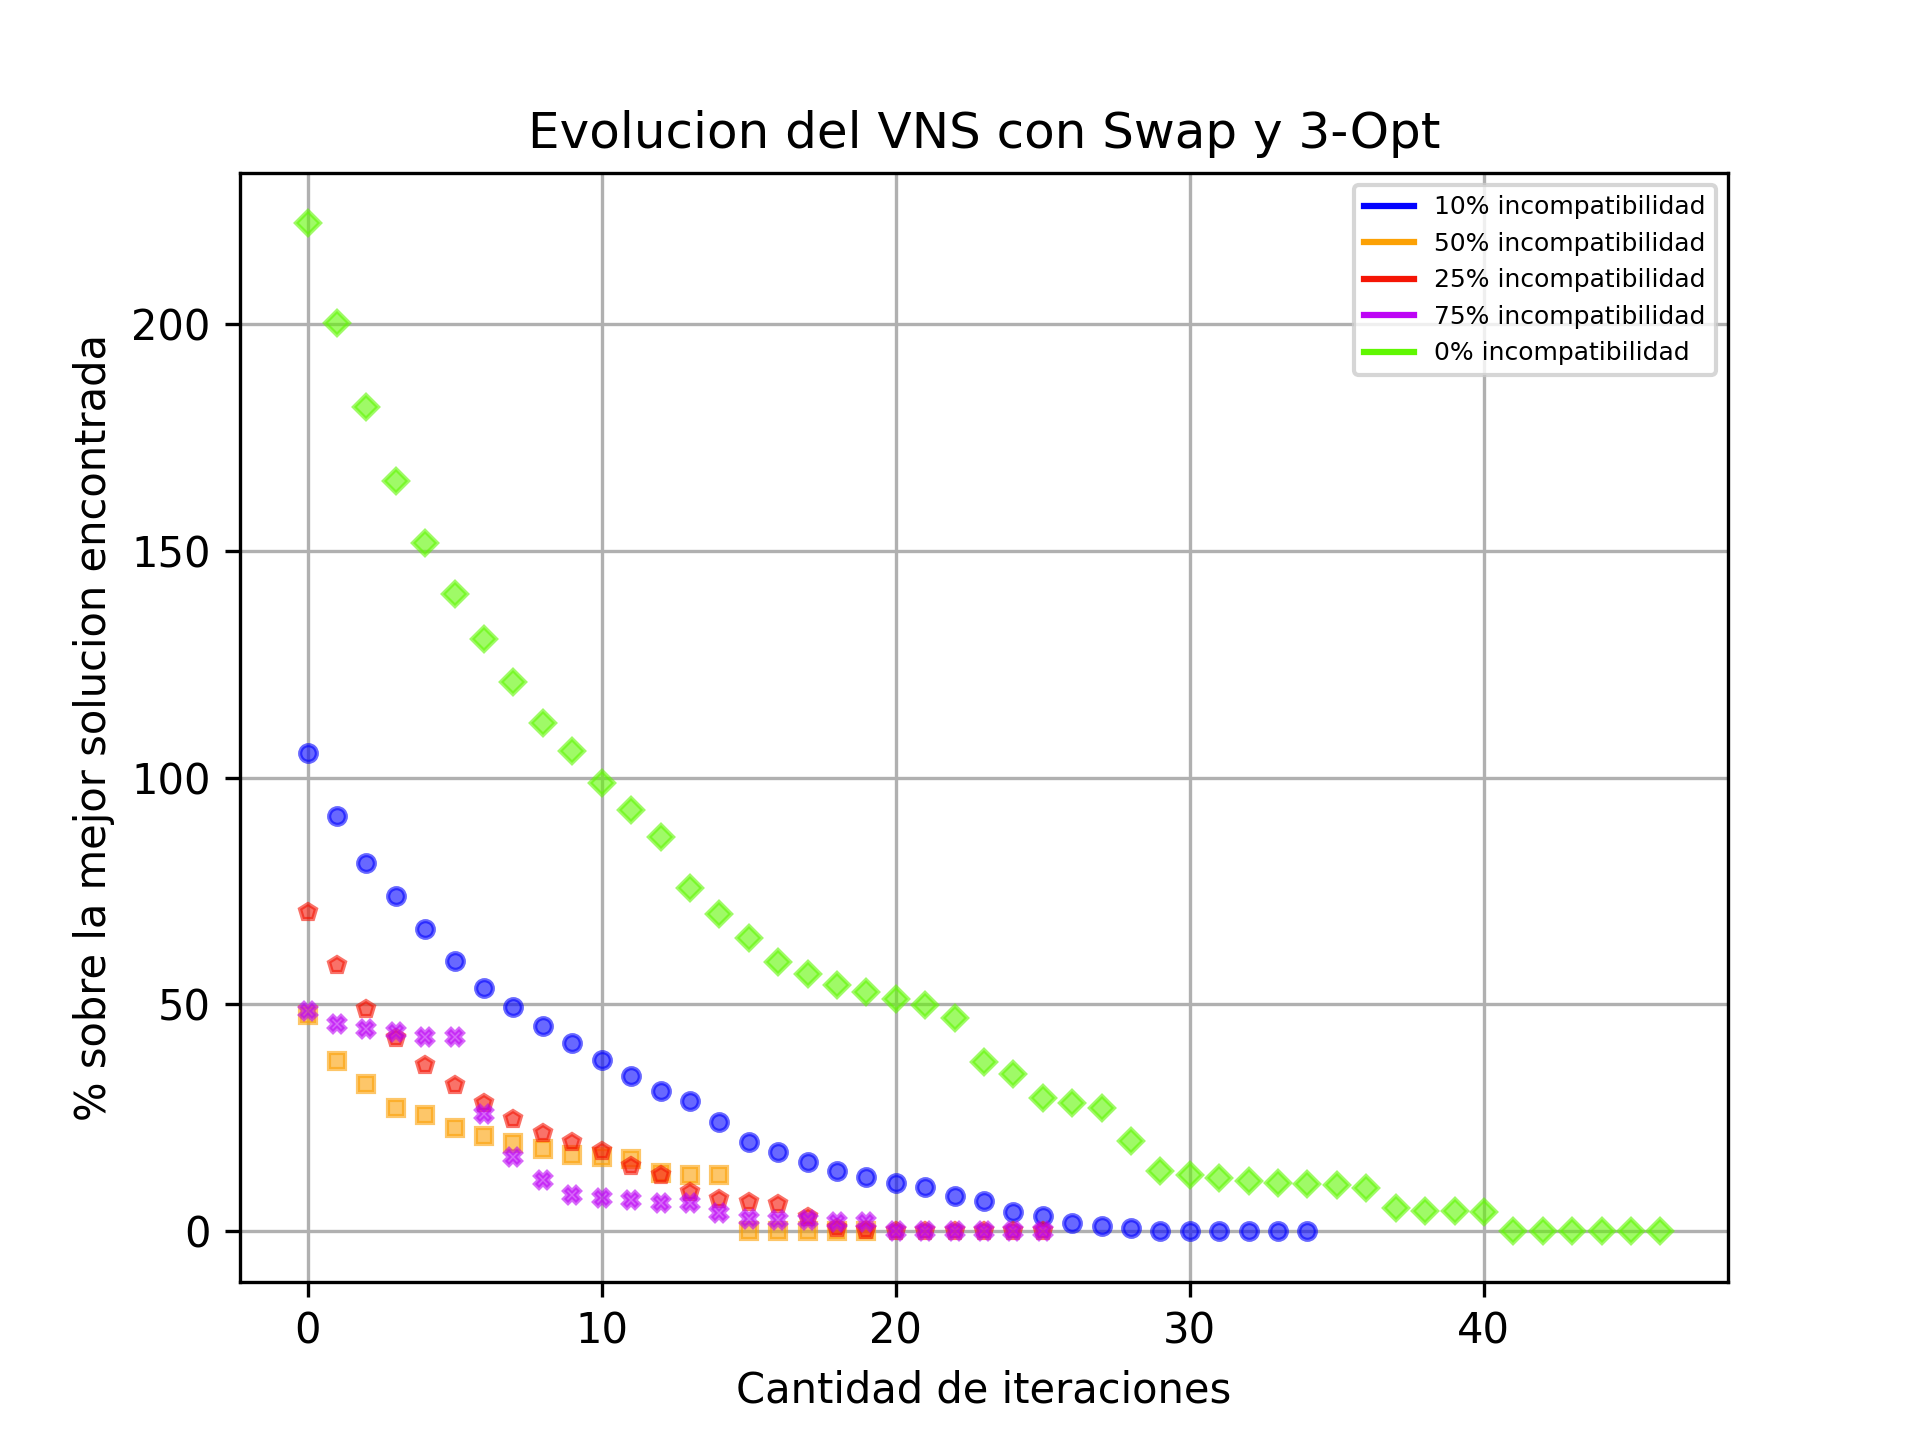 Evolucion del VNS con Swap y 3-Opt
10% incompatibilidad
50% incompatibilidad
25% incompatibilidad
75% incompatibilidad
0% incompatibilidad
% sobre la mejor solucion encontrada
200
150
100
50
0
0 10 20 30 40
Cantidad de iteraciones